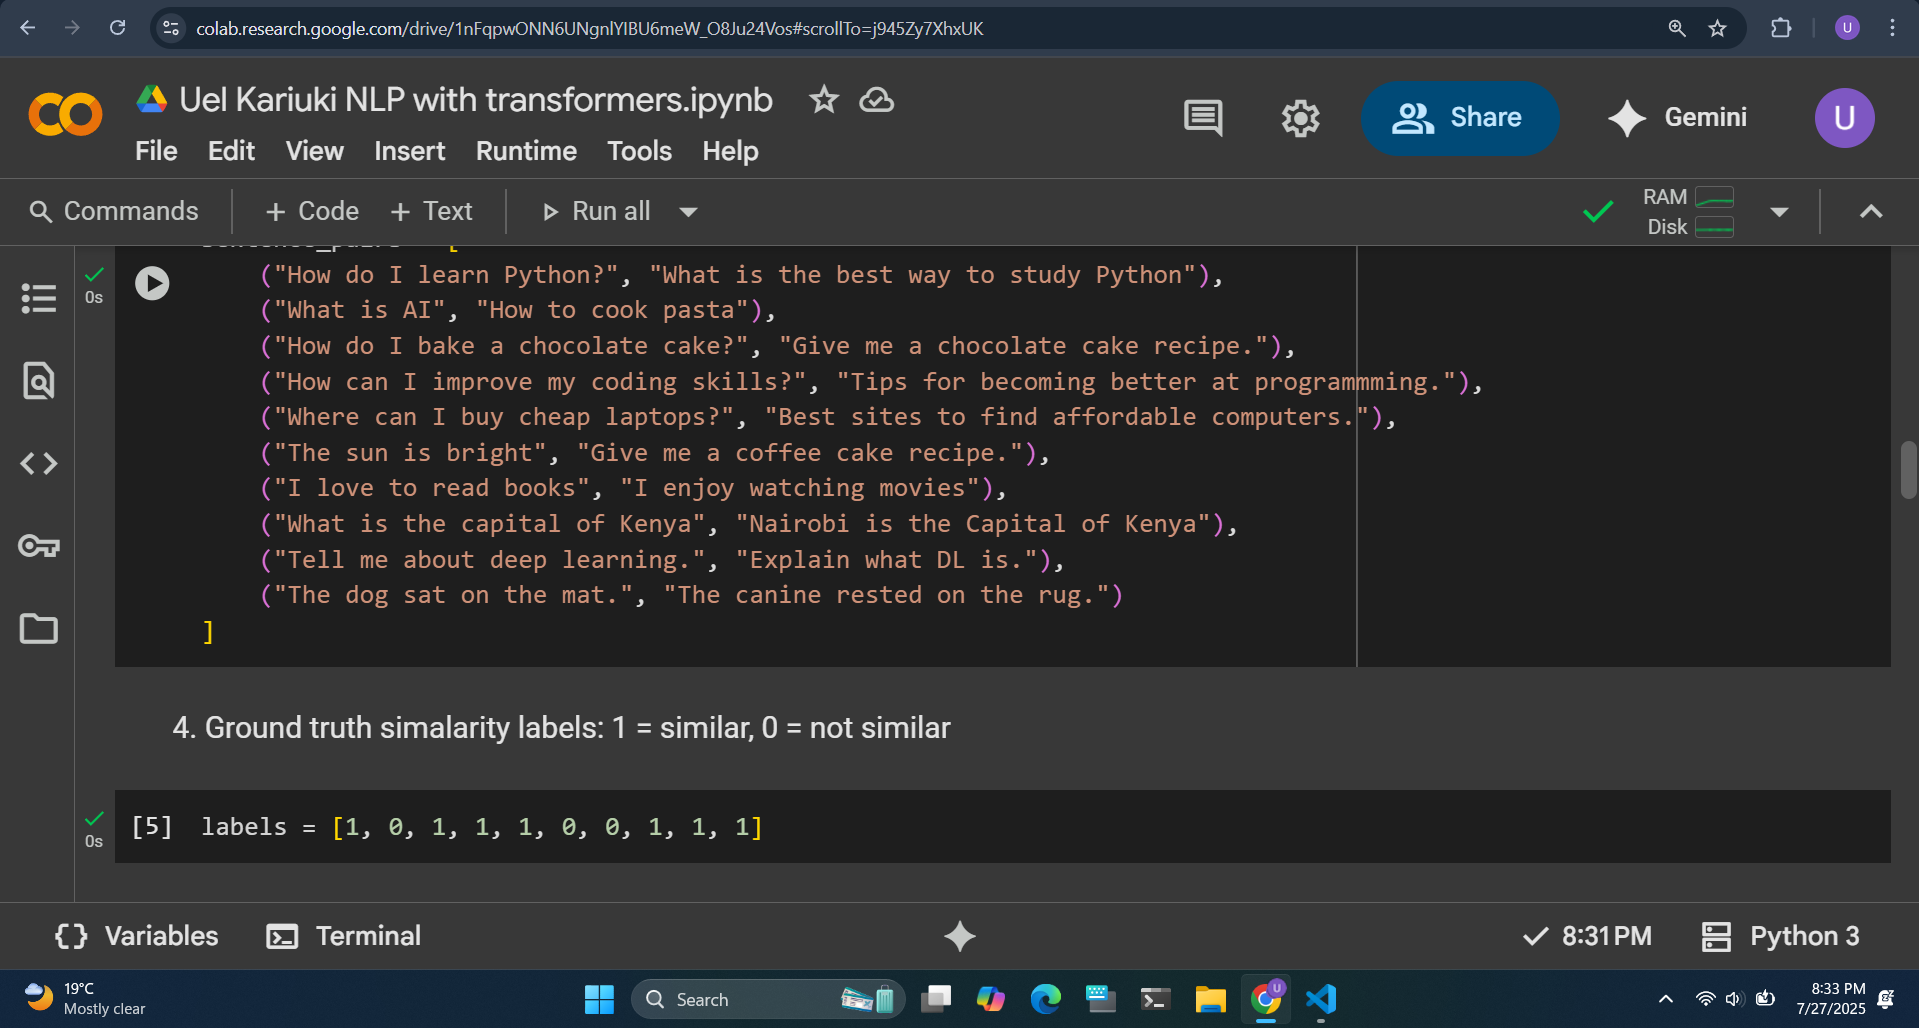 colab.research.google.com/drive/1nFqpwONN6UNgnlYIBU6meW_O8Ju24Vos#scrollTo=j945Zy7XhxUK
U
Uel Kariuki NLP with transformers.ipynb
File Edit View Insert Runtime Tools Help
Share
Gemini
U
Commands
+ Code + Text
Run all
RAM
Disk
0s
("How do I learn Python?", "What is the best way to study Python"),
("What is AI", "How to cook pasta"),
("How do I bake a chocolate cake?", "Give me a chocolate cake recipe."),
("How can I improve my coding skills?", "Tips for becoming better at programmming."),
("Where can I buy cheap laptops?", "Best sites to find affordable computers."),
("The sun is bright", "Give me a coffee cake recipe."),
("I love to read books", "I enjoy watching movies"),
("What is the capital of Kenya", "Nairobi is the Capital of Kenya"),
("Tell me about deep learning.", "Explain what DL is."),
("The dog sat on the mat.", "The canine rested on the rug.")
]
4. Ground truth simalarity labels: 1 = similar, 0 = not similar
0s
[5] labels = [1, 0, 1, 1, 1, 0, 0, 1, 1, 1]
{} Variables
Terminal
8:31 PM
Python 3
19°C
Mostly clear
Search
U
8:33 PM
7/27/2025